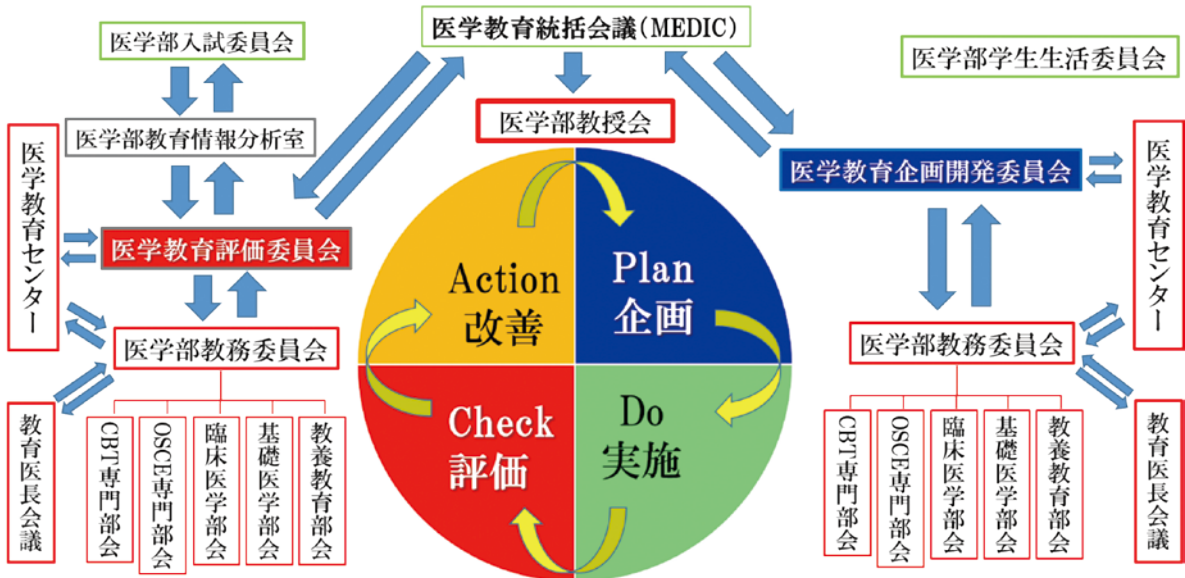 医学教育統括会議(MEDIC)
医学部入試委員会
医学部学生生活委員会
医学部教授会
医学部教育情報分析室
医学教育企画開発委員会
医学教育センター
医学教育センター
医学教育評価委員会
Action
改善
Plan
企画
医学部教務委員会
医学部教務委員会
Check
評価
Do
実施
教育医長会議
CBT専門部会
OSCE専門部会
臨床医学部会
基礎医学部会
教養教育部会
CBT専門部会
OSCE専門部会
臨床医学部会
基礎医学部会
教養教育部会
教育医長会議